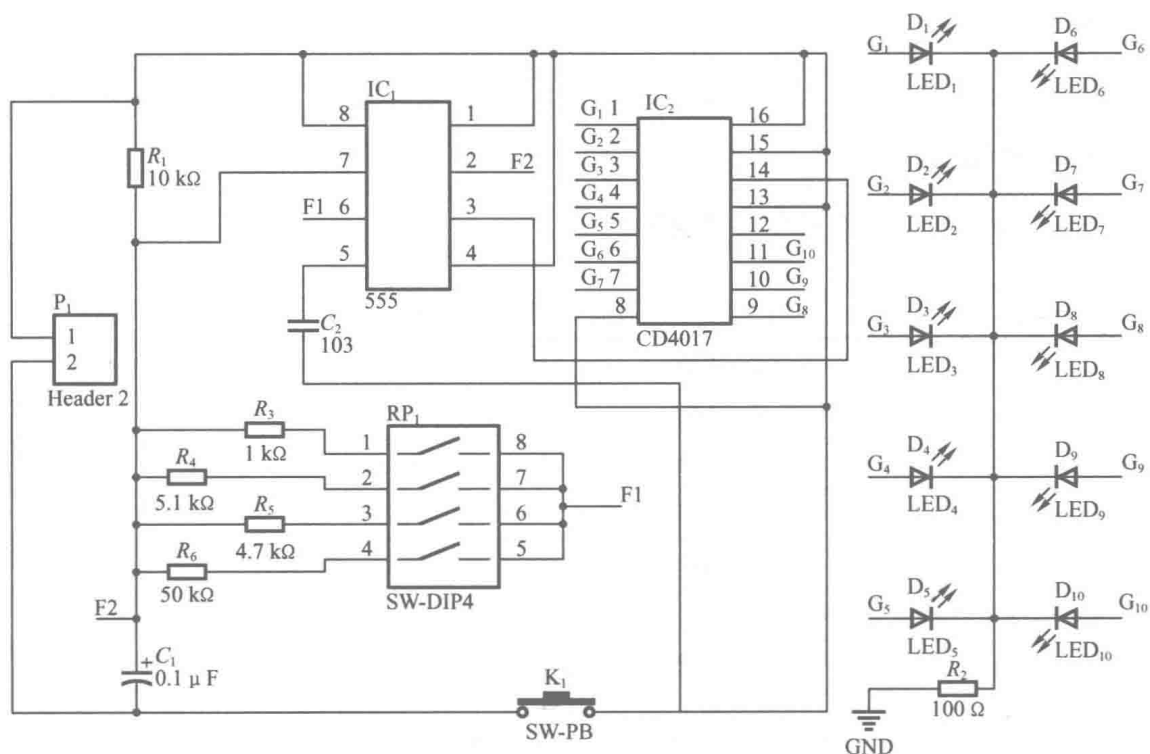 IC₁
8 1
7 2 F2
F1 6 3
5 4
555
R₁
10 kΩ
C₂
103
P₁
1
2
Header 2
IC₂
G₁ 1 16
G₂ 2 15
G₃ 3 14
G₄ 4 13
G₅ 5 12
G₆ 6 11 G₁₀
G₇ 7 10 G₉
8 9 G₈
CD4017
R₃
1 kΩ
R₄
5.1 kΩ
R₅
4.7 kΩ
R₆
50 kΩ
RP₁
1 8
2 7
3 6
4 5
SW-DIP4
F1
F2
+
C₁
0.1 μ F
K₁
SW-PB
G₁ D₁ D₆ G₆
LED₁ LED₆
G₂ D₂ D₇ G₇
LED₂ LED₇
G₃ D₃ D₈ G₈
LED₃ LED₈
G₄ D₄ D₉ G₉
LED₄ LED₉
G₅ D₅ D₁₀ G₁₀
LED₅ LED₁₀
R₂
100 Ω
GND